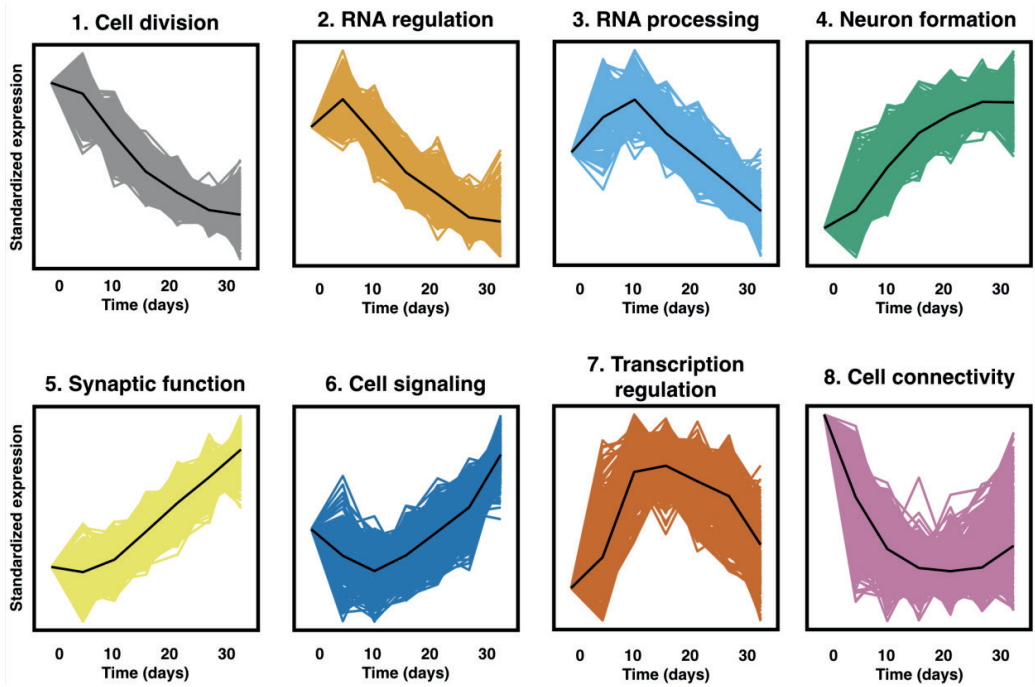 1. Cell division
2. RNA regulation
3. RNA processing
4. Neuron formation
Standardized expression
0 10 20 30
Time (days)
0 10 20 30
Time (days)
0 10 20 30
Time (days)
0 10 20 30
Time (days)
5. Synaptic function
6. Cell signaling
7. Transcription
regulation
8. Cell connectivity
Standardized expression
0 10 20 30
Time (days)
0 10 20 30
Time (days)
0 10 20 30
Time (days)
0 10 20 30
Time (days)